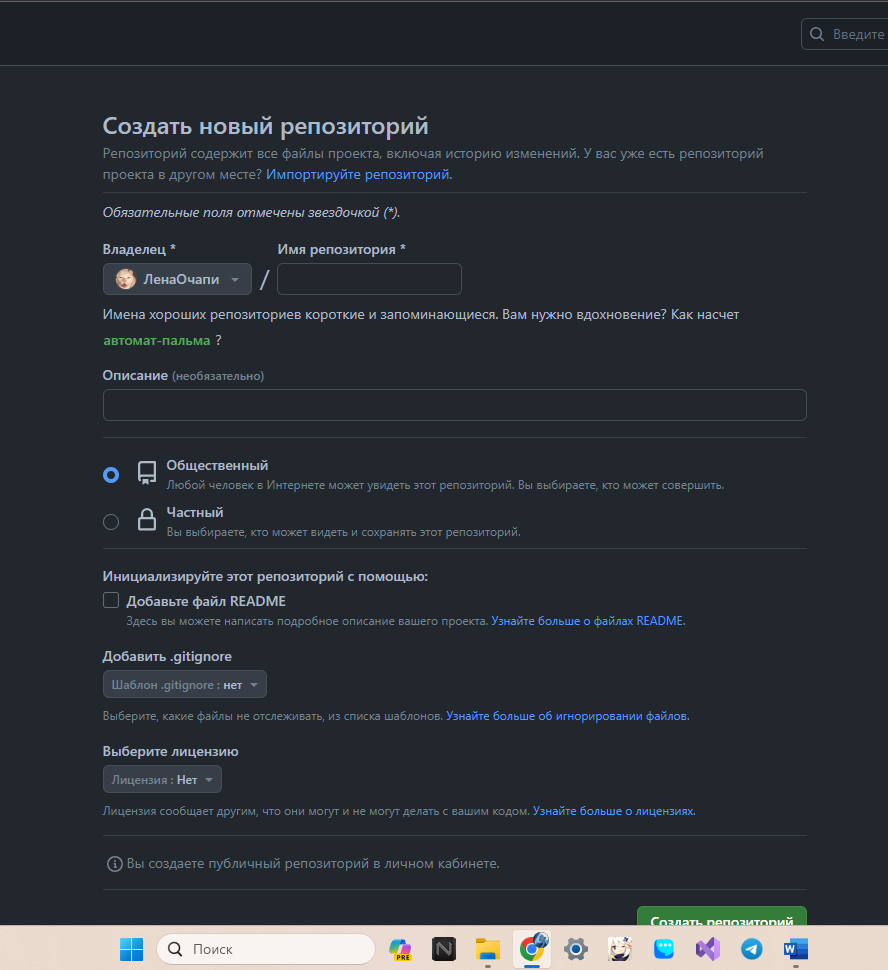 Введите
Создать новый репозиторий
Репозиторий содержит все файлы проекта, включая историю изменений. У вас уже есть репозиторий
проекта в другом месте? Импортируйте репозиторий.
Обязательные поля отмечены звездочкой (*).
Владелец * Имя репозитория *
ЛенаОчапи /
Имена хороших репозиториев короткие и запоминающиеся. Вам нужно вдохновение? Как насчет
автомат-пальма ?
Описание (необязательно)
Общественный
Любой человек в Интернете может увидеть этот репозиторий. Вы выбираете, кто может совершить.
Частный
Вы выбираете, кто может видеть и сохранять этот репозиторий.
Инициализируйте этот репозиторий с помощью:
Добавьте файл README
Здесь вы можете написать подробное описание вашего проекта. Узнайте больше о файлах README.
Добавить .gitignore
Шаблон .gitignore : нет
Выберите, какие файлы не отслеживать, из списка шаблонов. Узнайте больше об игнорировании файлов.
Выберите лицензию
Лицензия : Нет
Лицензия сообщает другим, что они могут и не могут делать с вашим кодом. Узнайте больше о лицензиях.
Вы создаете публичный репозиторий в личном кабинете.
Создать репозиторий
Поиск
PRE
N
W